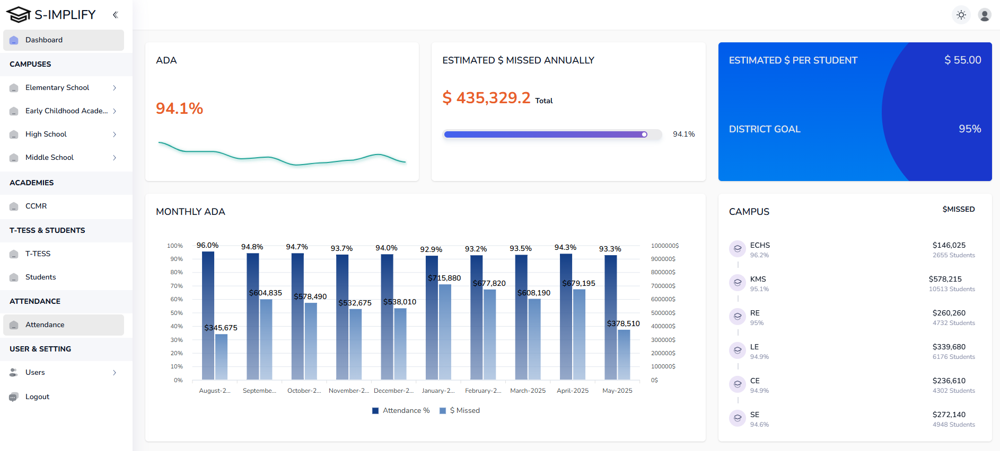 S-IMPLIFY
Dashboard
CAMPUSES
Elementary School
Early Childhood Acade...
High School
Middle School
ACADEMIES
CCMR
T-TESS & STUDENTS
T-TESS
Students
ATTENDANCE
Attendance
USER & SETTING
Users
Logout
ADA
94.1%
ESTIMATED $ MISSED ANNUALLY
$ 435,329.2 Total
94.1%
ESTIMATED $ PER STUDENT $ 55.00
DISTRICT GOAL 95%
MONTHLY ADA
100% 96.0% 94.8% 94.7% 93.7% 94.0% 92.9% 93.2% 93.5% 94.3% 93.3% 1000000$
90% 900000$
80% 800000$
70% 700000$
60% 600000$
50% 500000$
40% 400000$
30% 300000$
20% 200000$
10% 100000$
0% 0$
$345,675 $604,835 $578,490 $532,675 $538,010 $715,880 $677,820 $608,190 $679,195 $378,510
August-2... Septembe... October-2... November-2... December-2... January-2... February-2... March-2025 April-2025 May-2025
Attendance % $ Missed
CAMPUS $MISSED
ECHS $146,025
96.2% 2655 Students
KMS $578,215
95.1% 10513 Students
RE $260,260
95% 4732 Students
LE $339,680
94.9% 6176 Students
CE $236,610
94.9% 4302 Students
SE $272,140
94.6% 4948 Students